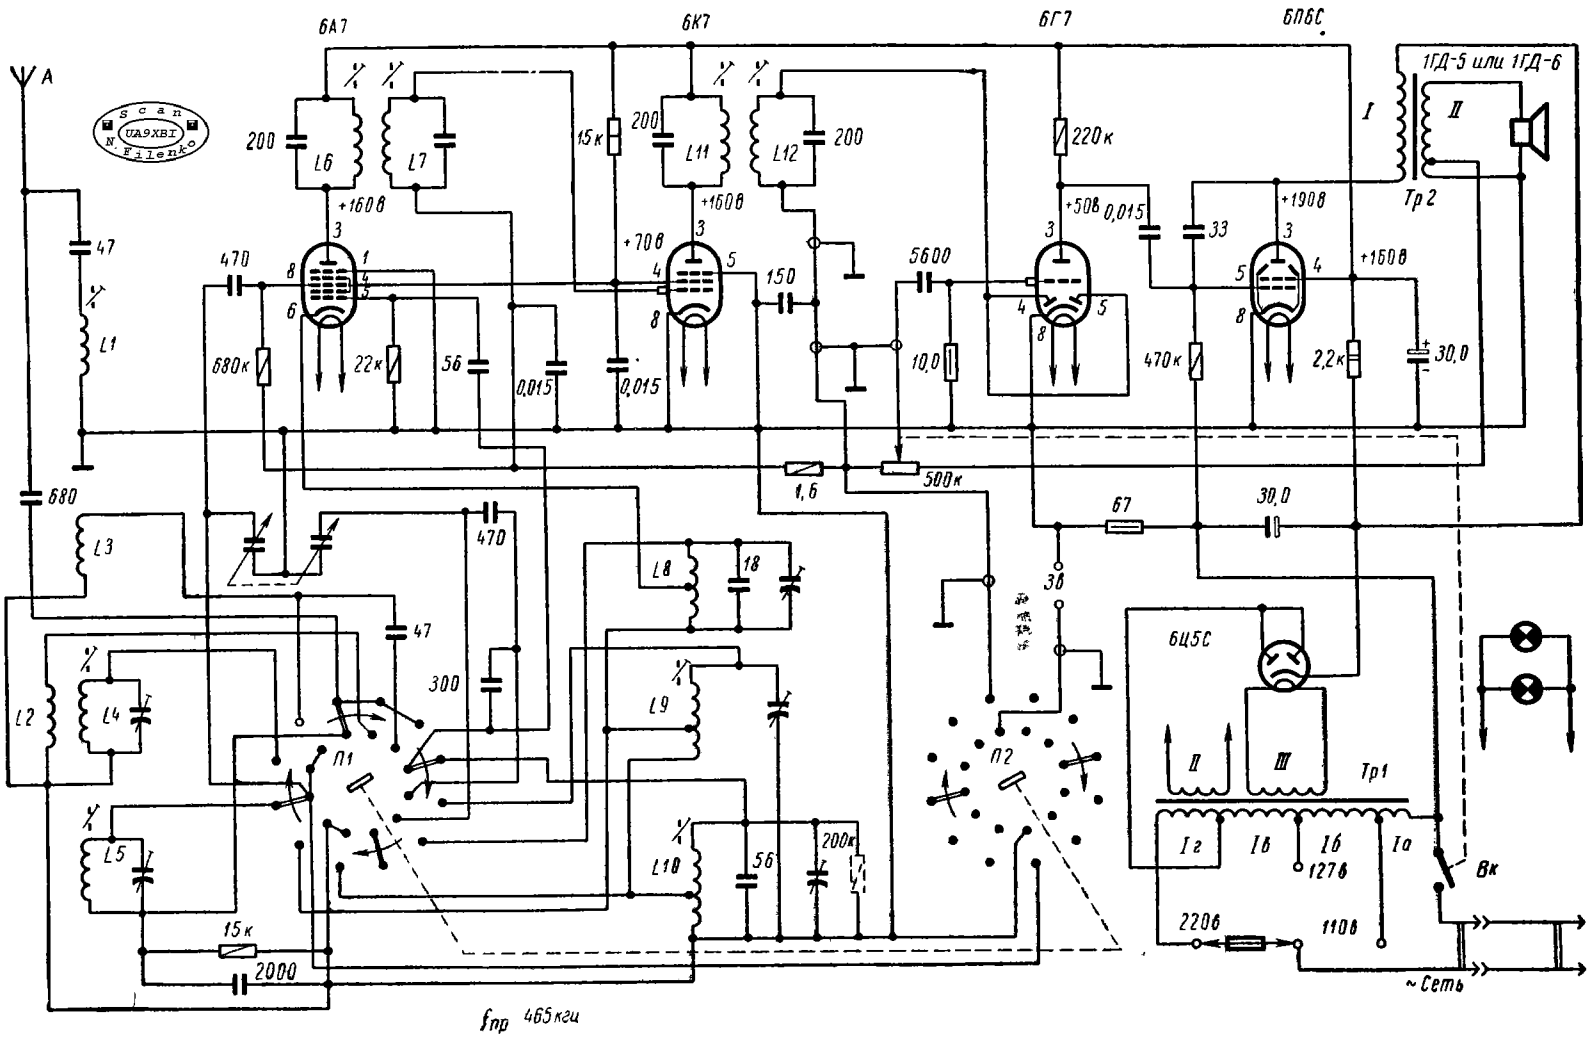 6А7
6К7
6Г7
6П6С
А
Scan
UA9XBI
N. Filenko
200
L6
L7
15к
200
L11
L12
200
220к
I
1ГД-5 или 1ГД-6
II
Тр2
47
L1
+160в
3
+70в
+160в
3
+50в
0,015
3
33
+190в
3
470
8
1
4
5
6
4
5
8
150
5600
4
5
8
5
4
8
+160в
680к
22к
56
0,015
0,015
10,0
470к
2,2к
30,0
+
-
680
L3
470
1,6
500к
67
30,0
L8
18
3в
47
6Ц5С
L2
L4
300
L9
П1
П2
II
III
Тр1
L5
200к
L10
56
Iг
Iв
Iб
Iа
127в
Вк
15к
220в
110в
2000
~Сеть
fпр 465кгц